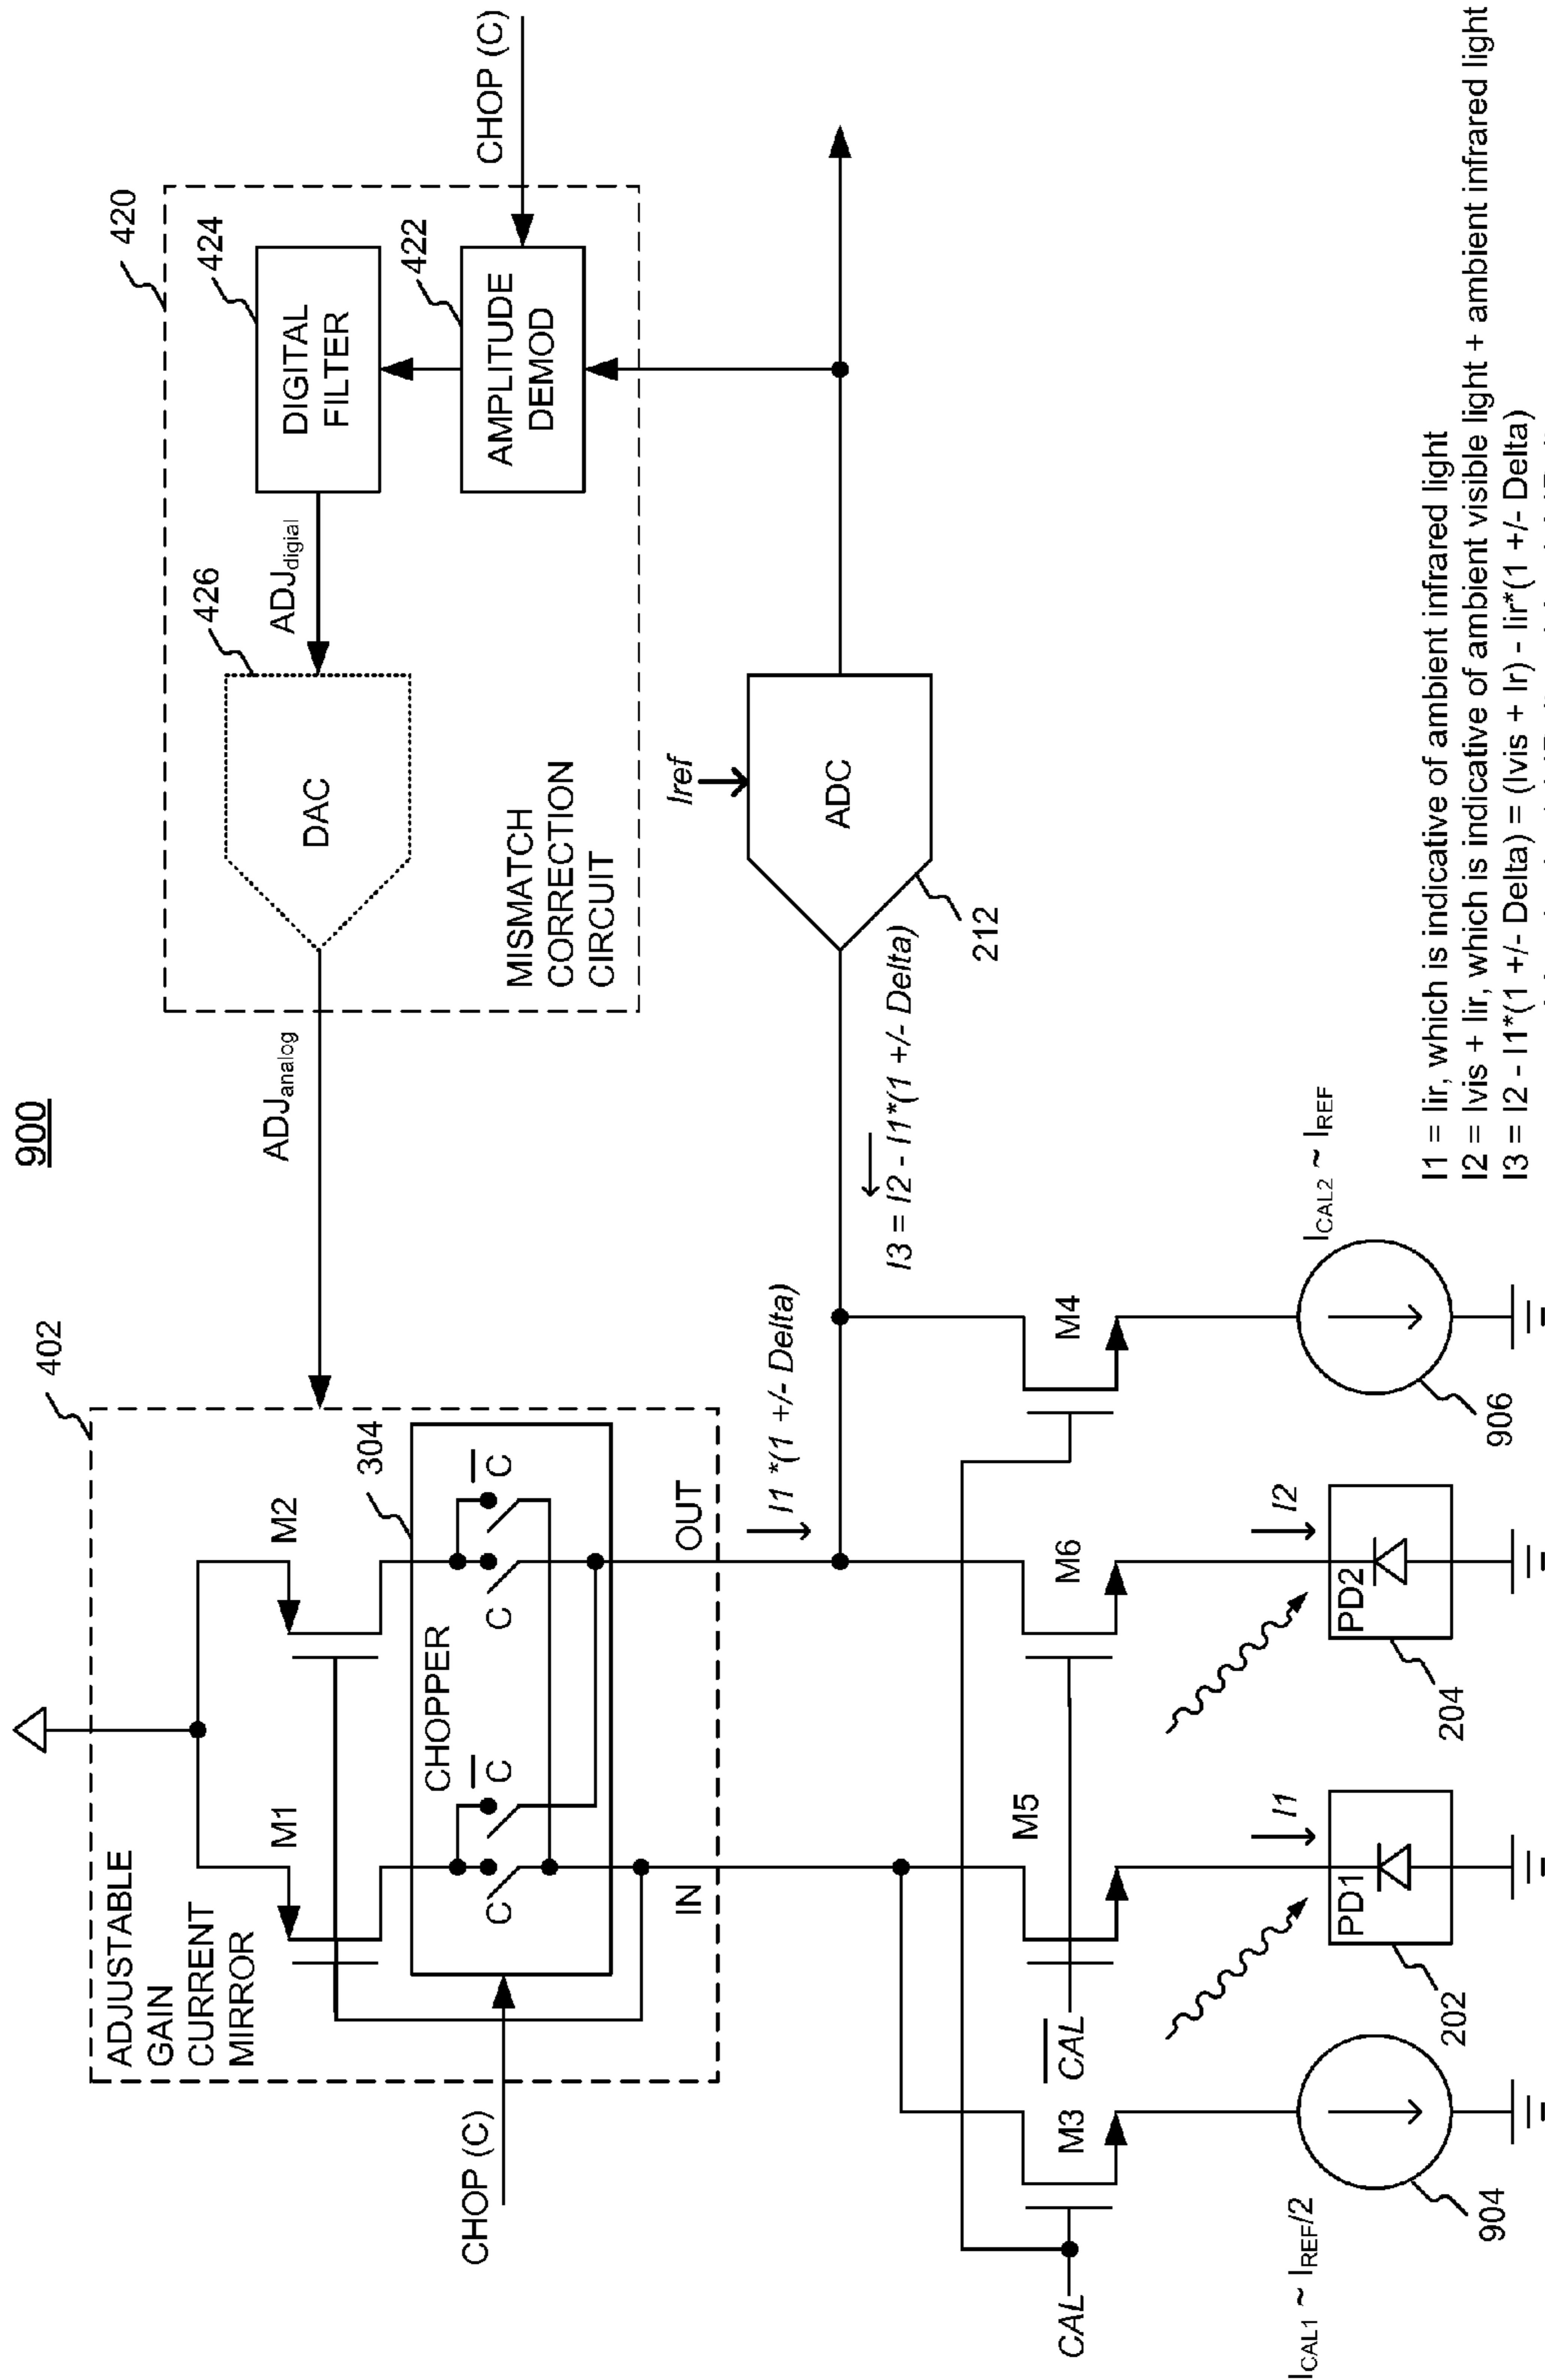 900
402
ADJUSTABLE
GAIN
CURRENT
MIRROR
M1
M2
304
CHOPPER
C
C
C
C
CHOP (C)
IN
OUT
ADJanalog
420
426
424
422
DAC
ADJdigial
DIGITAL
FILTER
AMPLITUDE
DEMOD
MISMATCH
CORRECTION
CIRCUIT
CHOP (C)
Iref
ADC
212
I1 *(1 +/- Delta)
I3 = I2 - I1*(1 +/- Delta)
CAL
M3
CAL
M5
M6
M4
ICAL1 ~ IREF/2
904
I1
PD1
202
I2
PD2
204
ICAL2 ~ IREF
906
I1 = Iir, which is indicative of ambient infrared light
I2 = Ivis + Iir, which is indicative of ambient visible light + ambient infrared light
I3 = I2 - I1*(1 +/- Delta) = (Ivis + Ir) - Iir*(1 +/- Delta)